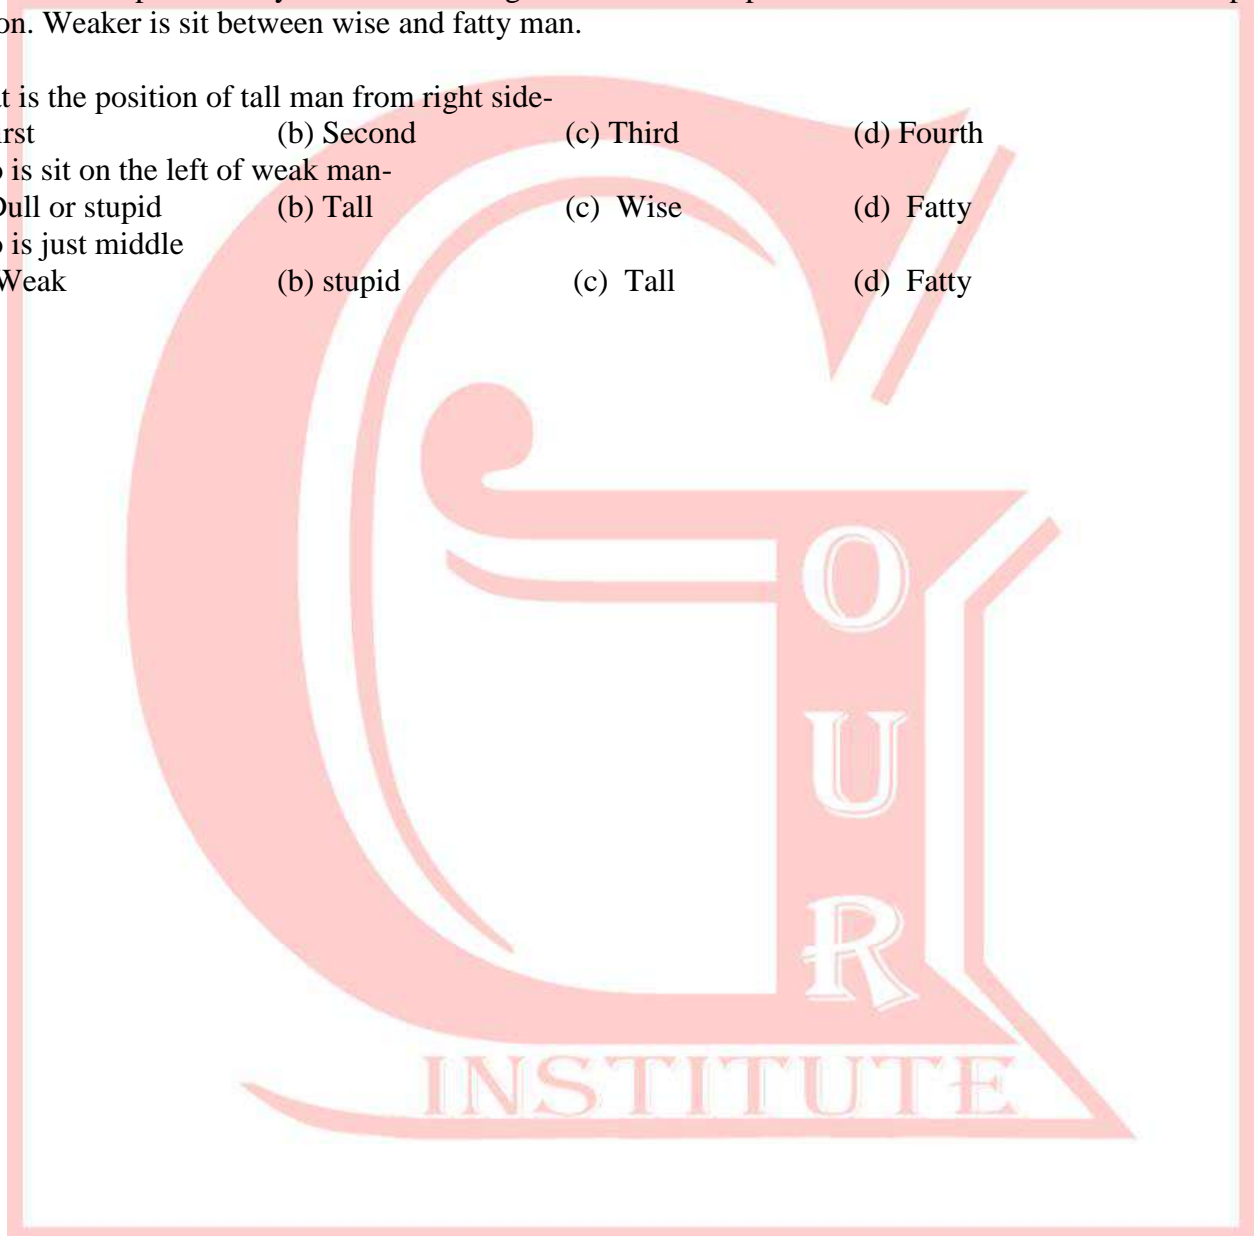 on. Weaker is sit between wise and fatty man.
t is the position of tall man from right side-
irst (b) Second (c) Third (d) Fourth
o is sit on the left of weak man-
Dull or stupid (b) Tall (c) Wise (d) Fatty
o is just middle
Weak (b) stupid (c) Tall (d) Fatty
O
U
R
INSTITUTE